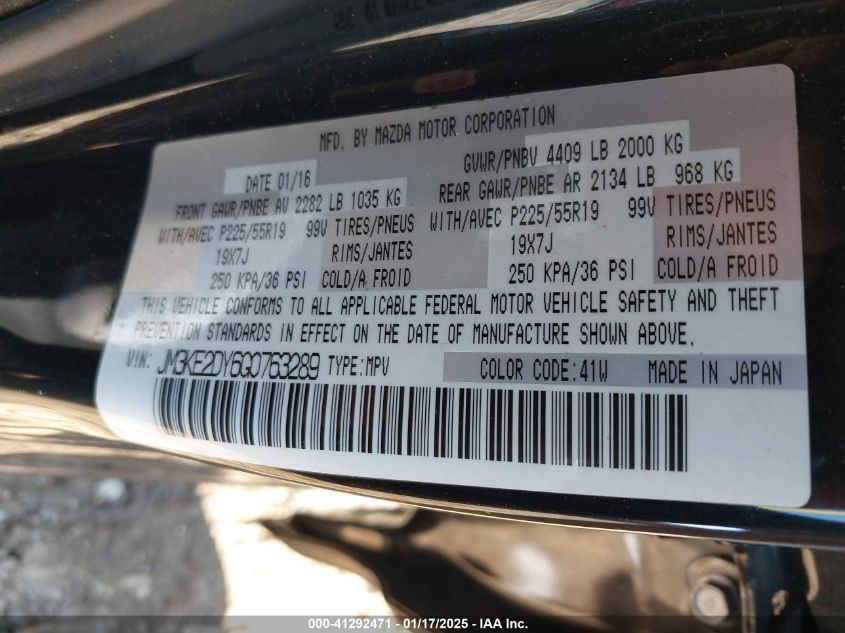 MFD. BY MAZDA MOTOR CORPORATION
DATE 01/16 GVWR/PNBV 4409 LB 2000 KG
FRONT GAWR/PNBE AV 2282 LB 1035 KG REAR GAWR/PNBE AR 2134 LB 968 KG
WITH/AVEC P225/55R19 99V TIRES/PNEUS WITH/AVEC P225/55R19 99V TIRES/PNEUS
19X7J RIMS/JANTES 19X7J RIMS/JANTES
250 KPA/36 PSI COLD/A FROID 250 KPA/36 PSI COLD/A FROID
THIS VEHICLE CONFORMS TO ALL APPLICABLE FEDERAL MOTOR VEHICLE SAFETY AND THEFT
PREVENTION STANDARDS IN EFFECT ON THE DATE OF MANUFACTURE SHOWN ABOVE.
V.I.N.: JM3KE2DY6G0763289 TYPE:MPV COLOR CODE:41W MADE IN JAPAN
000-41292471 - 01/17/2025 - IAA Inc.